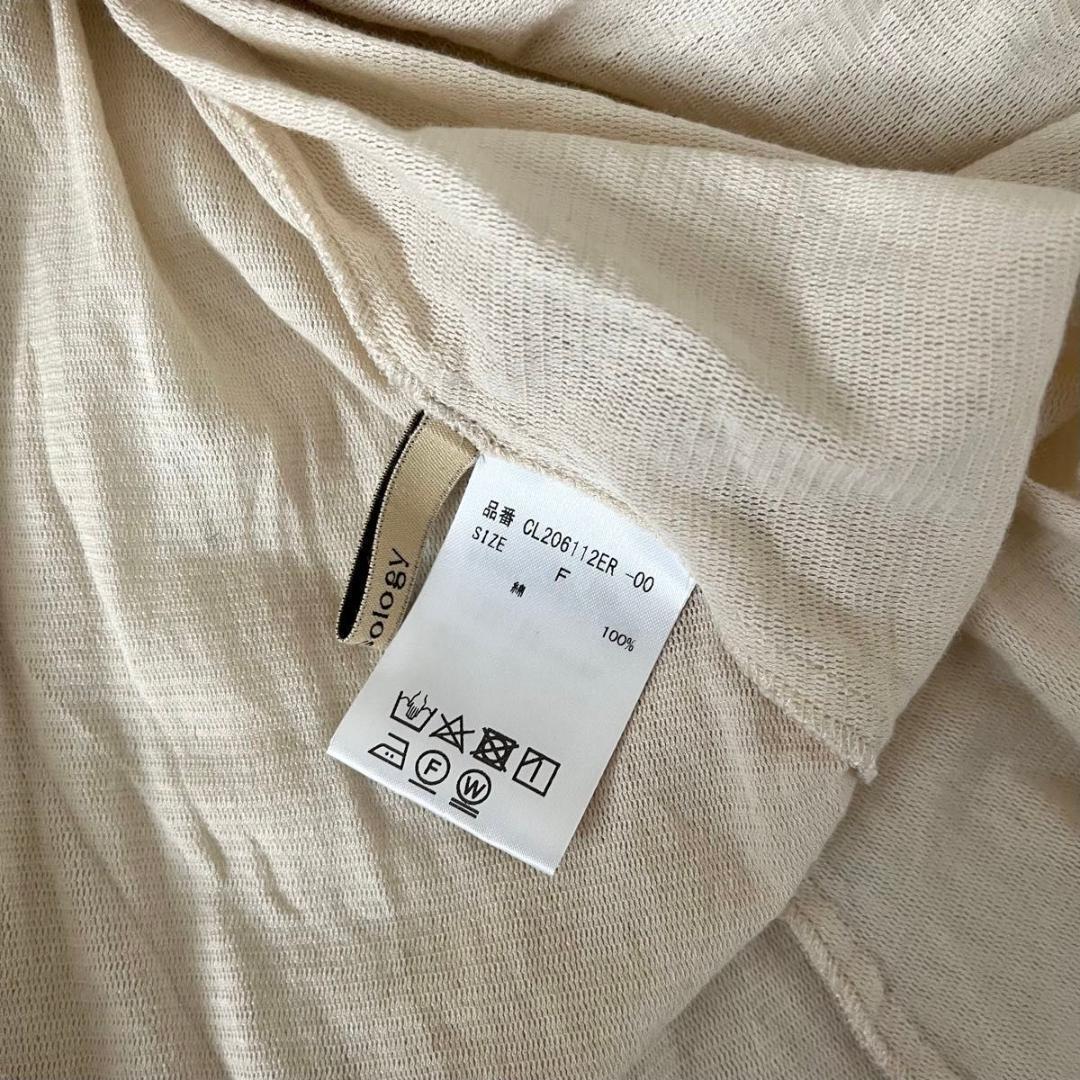 品番 CL206112ER -00
SIZE F
綿 100%
F
W
ology